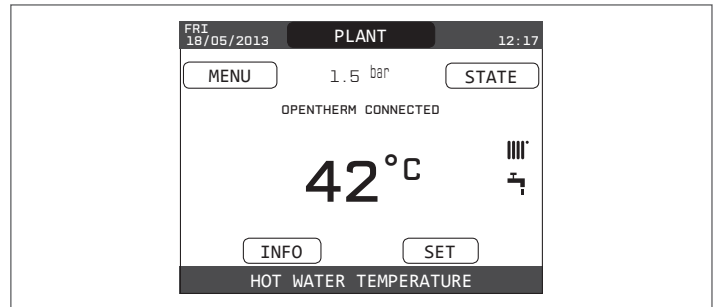 FRI
18/05/2013 PLANT 12:17
MENU 1.5 bar STATE
OPENTHERM CONNECTED
42°C
INFO SET
HOT WATER TEMPERATURE